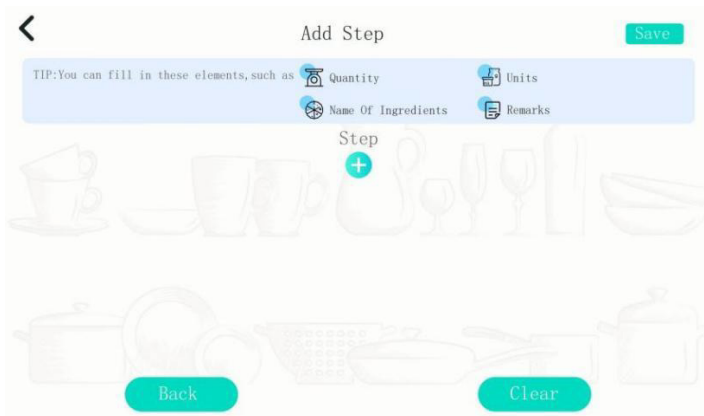 Add Step
Save
TIP:You can fill in these elements,such as
Quantity
Units
Name Of Ingredients
Remarks
Step
Back
Clear